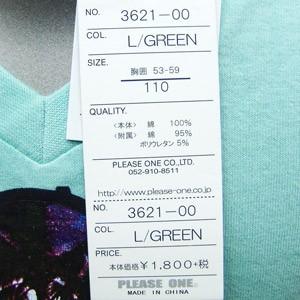 NO. 3621-00
COL. L/GREEN
SIZE.
胸囲 53-59
110
QUALITY.
〈本体〉 綿 100%
〈附属〉 綿 95%
ポリウレタン 5%
PLEASE ONE CO.,LTD.
052-910-8511
http://www.please-one.co.jp
NO. 3621-00
COL. L/GREEN
PRICE.
本体価格 ¥1,800+税
PLEASE ONE.
MADE IN CHINA